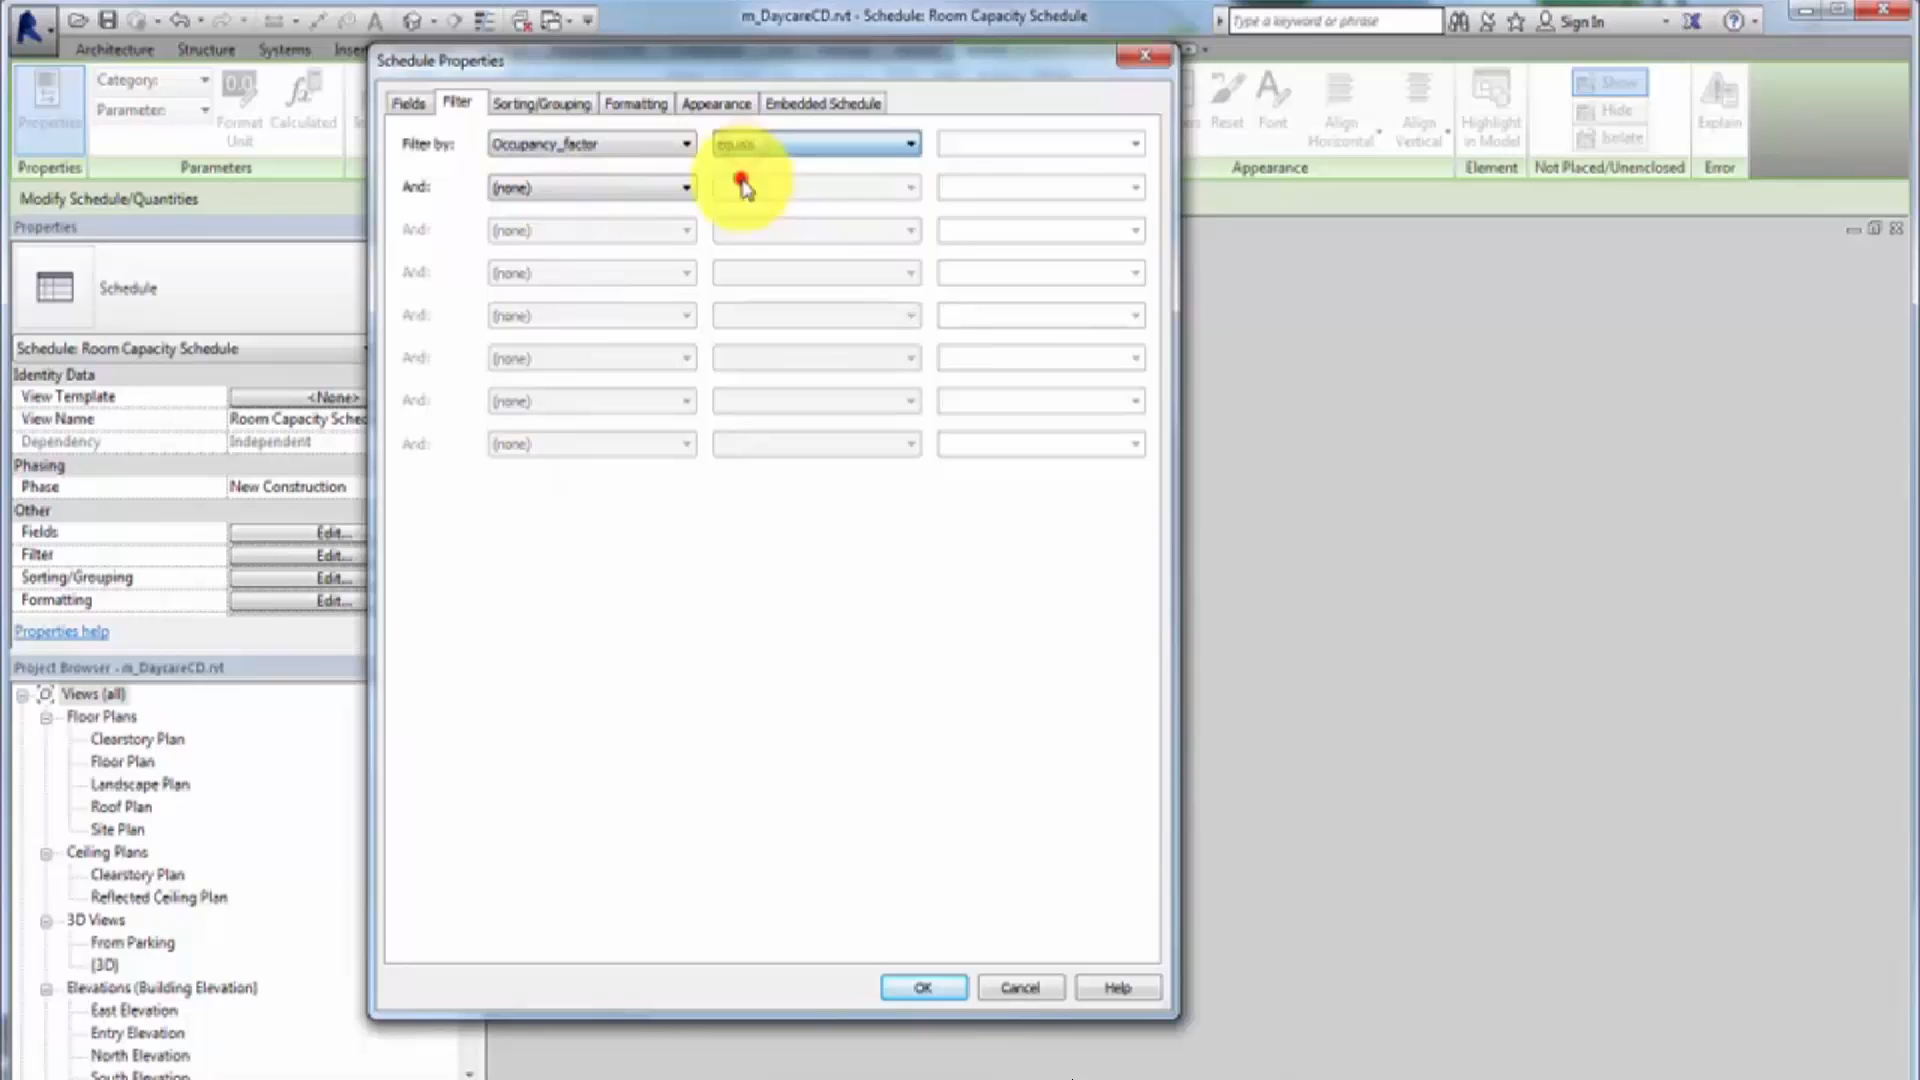 m_DaycareCD.rvt - Schedule: Room Capacity Schedule
Type a keyword or phrase
Sign In
Architecture
Structure
Systems
Inser
Category:
Parameter:
Properties
Format
Unit
Calculated
Properties
Parameters
Reset
Font
Align
Horizontal
Align
Vertical
Highlight
in Model
Show
Hide
Isolate
Explain
Appearance
Element
Not Placed/Unenclosed
Error
Modify Schedule/Quantities
Properties
Schedule
Schedule: Room Capacity Schedule
Identity Data
View Template
<None>
View Name
Room Capacity Sched
Dependency
Independent
Phasing
Phase
New Construction
Other
Fields
Edit...
Filter
Edit...
Sorting/Grouping
Edit...
Formatting
Edit...
Properties help
Project Browser - m_DaycareCD.rvt
Views (all)
Floor Plans
Clearstory Plan
Floor Plan
Landscape Plan
Roof Plan
Site Plan
Ceiling Plans
Clearstory Plan
Reflected Ceiling Plan
3D Views
From Parking
{3D}
Elevations (Building Elevation)
East Elevation
Entry Elevation
North Elevation
South Elevation
Schedule Properties
Fields
Filter
Sorting/Grouping
Formatting
Appearance
Embedded Schedule
Filter by:
Occupancy_factor
equals
And:
(none)
And:
(none)
And:
(none)
And:
(none)
And:
(none)
And:
(none)
And:
(none)
OK
Cancel
Help